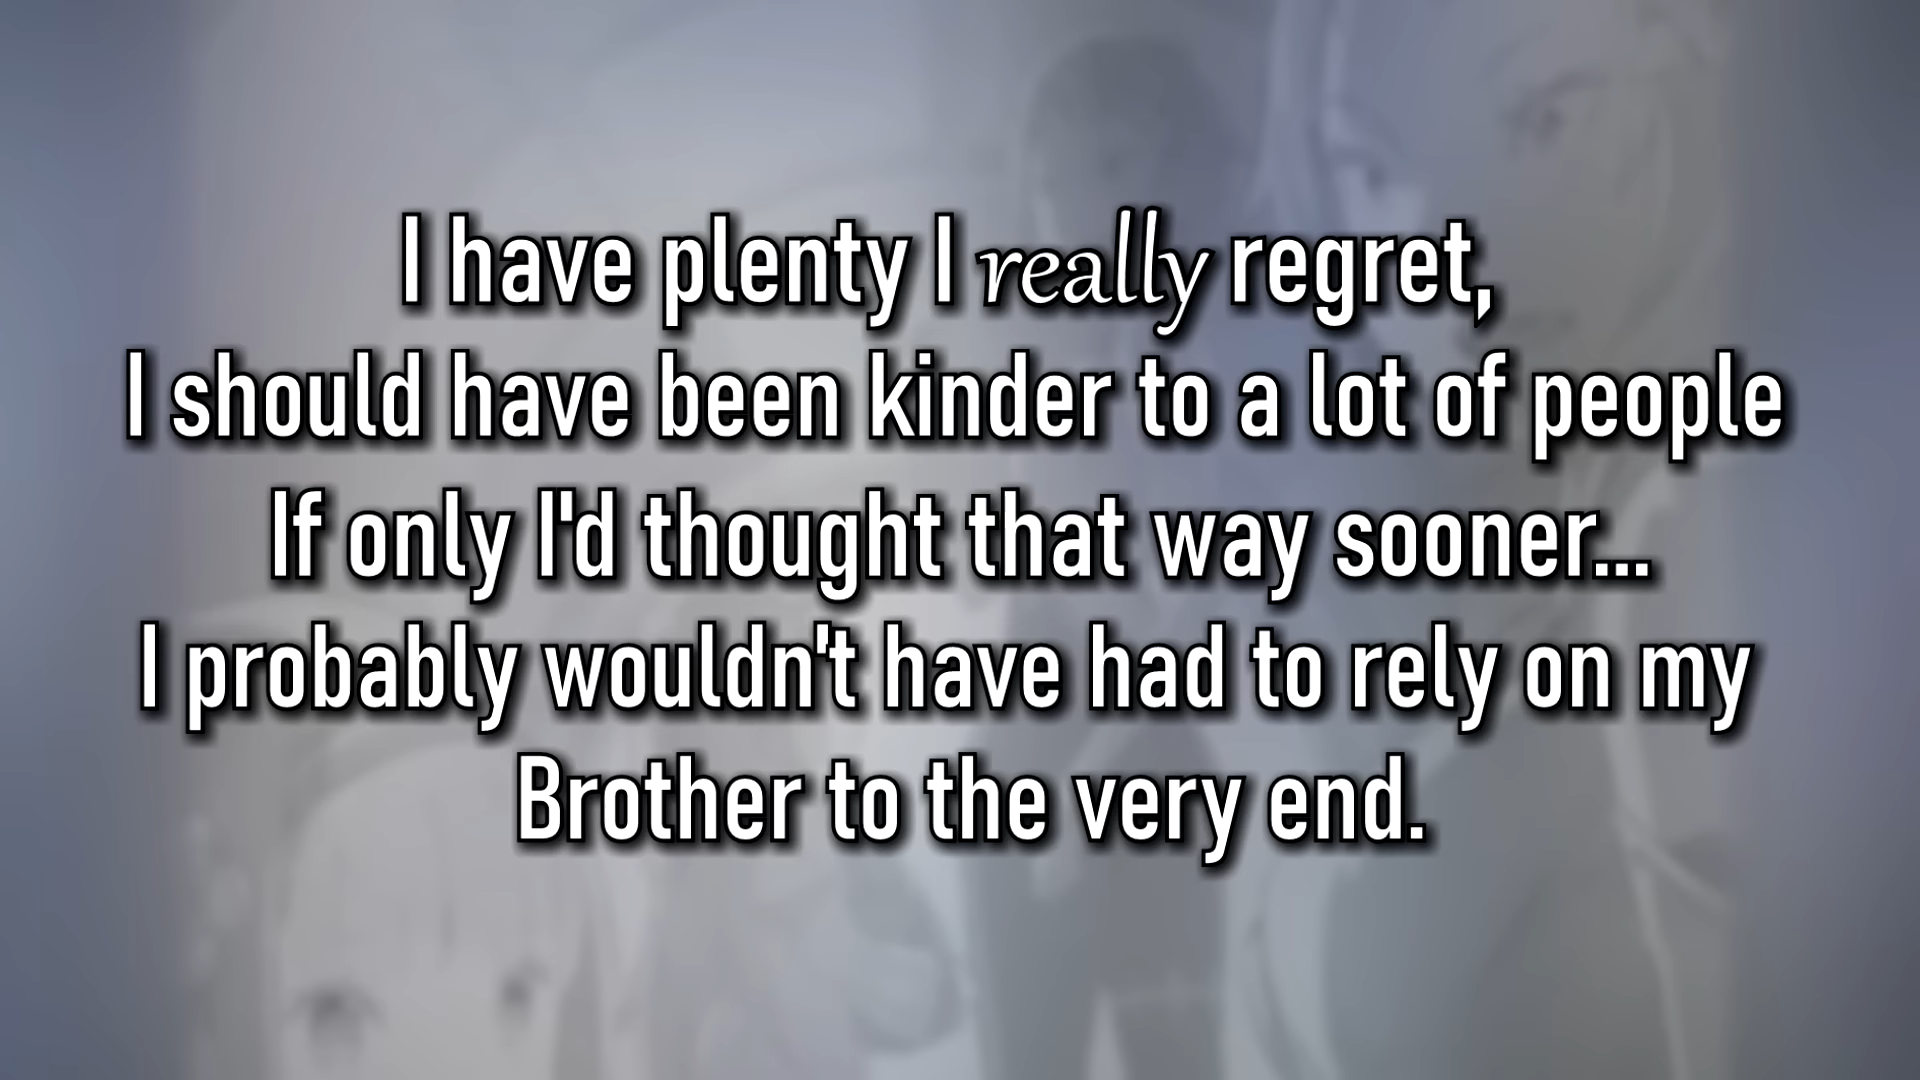 I have plenty I really regret,
I should have been kinder to a lot of people
If only I'd thought that way sooner...
I probably wouldn't have had to rely on my
Brother to the very end.